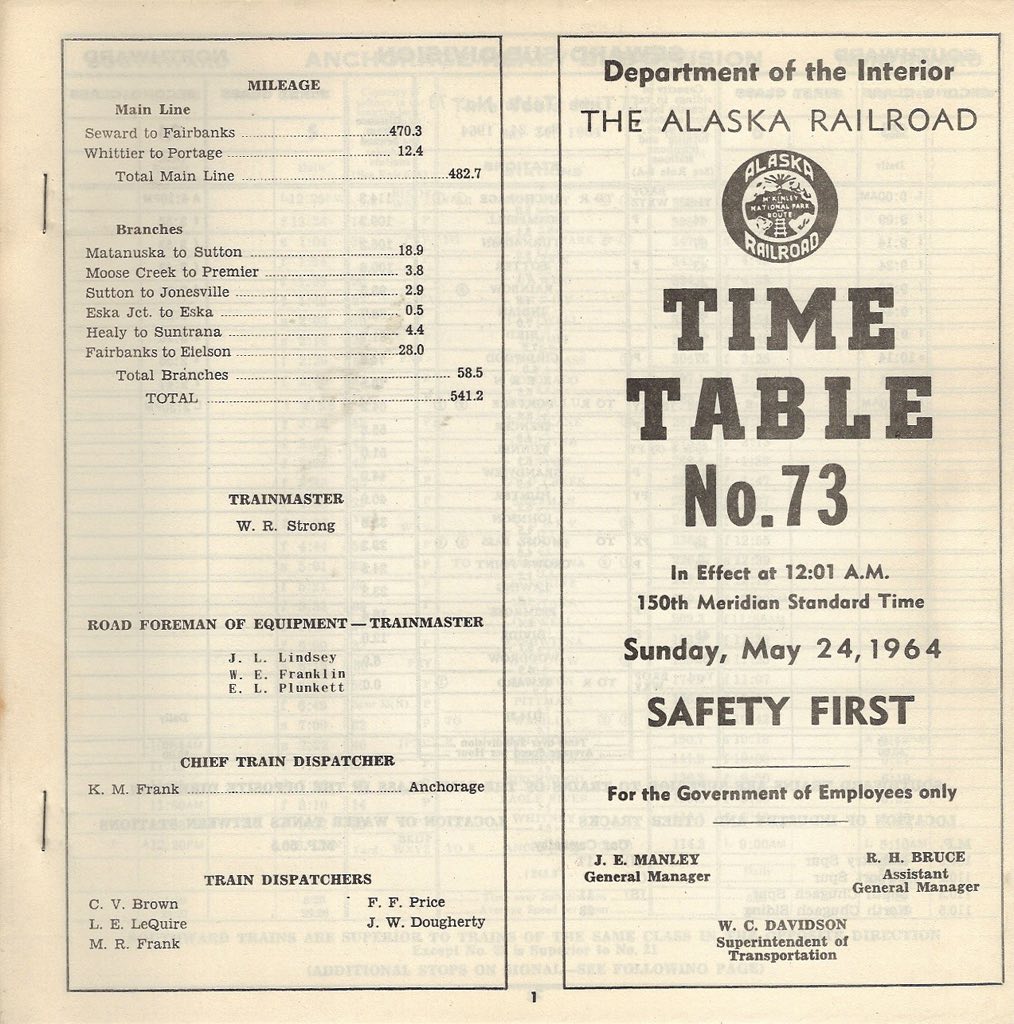 MILEAGE
Main Line
Seward to Fairbanks 470.3
Whittier to Portage 12.4
Total Main Line 482.7
Branches
Matanuska to Sutton 18.9
Moose Creek to Premier 3.8
Sutton to Jonesville 2.9
Eska Jct. to Eska 0.5
Healy to Suntrana 4.4
Fairbanks to Eielson 28.0
Total Branches 58.5
TOTAL 541.2
TRAINMASTER
W. R. Strong
ROAD FOREMAN OF EQUIPMENT — TRAINMASTER
J. L. Lindsey
W. E. Franklin
E. L. Plunkett
CHIEF TRAIN DISPATCHER
K. M. Frank Anchorage
TRAIN DISPATCHERS
C. V. Brown F. F. Price
L. E. LeQuire J. W. Dougherty
M. R. Frank
Department of the Interior
THE ALASKA RAILROAD
ALASKA
McKINLEY
NATIONAL PARK
ROUTE
RAILROAD
TIME
TABLE
No. 73
In Effect at 12:01 A.M.
150th Meridian Standard Time
Sunday, May 24, 1964
SAFETY FIRST
For the Government of Employees only
J. E. MANLEY
General Manager
R. H. BRUCE
Assistant
General Manager
W. C. DAVIDSON
Superintendent of
Transportation
1